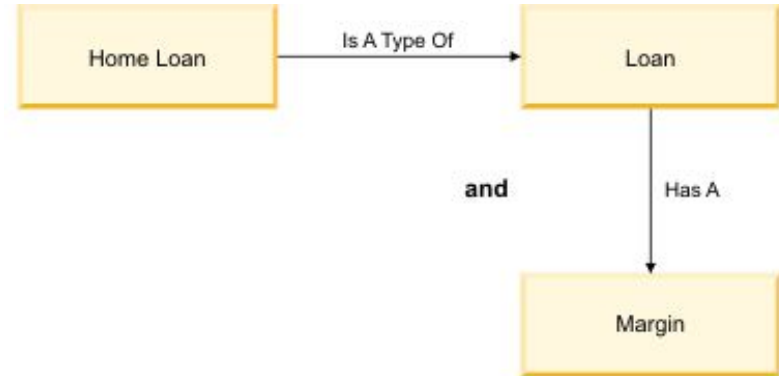 Home Loan
Is A Type Of
Loan
and
Has A
Margin